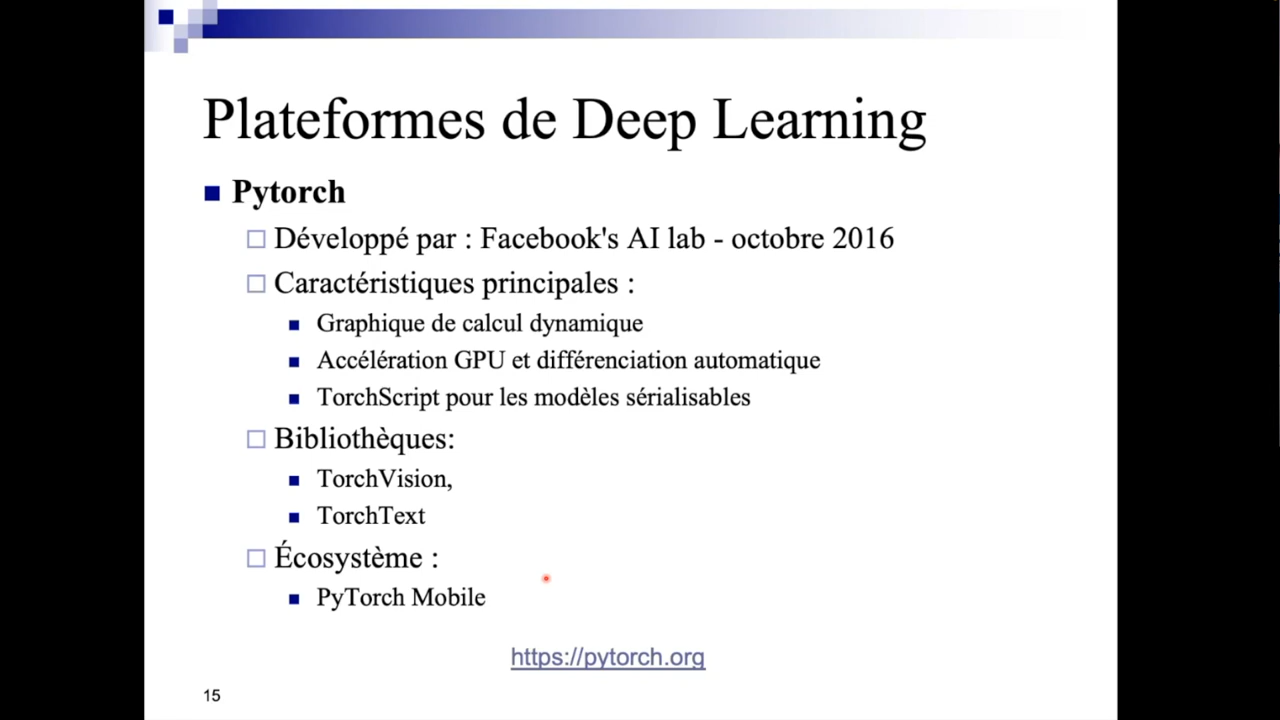 Plateformes de Deep Learning
Pytorch
Développé par : Facebook's AI lab - octobre 2016
Caractéristiques principales :
Graphique de calcul dynamique
Accélération GPU et différenciation automatique
TorchScript pour les modèles sérialisables
Bibliothèques:
TorchVision,
TorchText
Écosystème :
PyTorch Mobile
https://pytorch.org
15